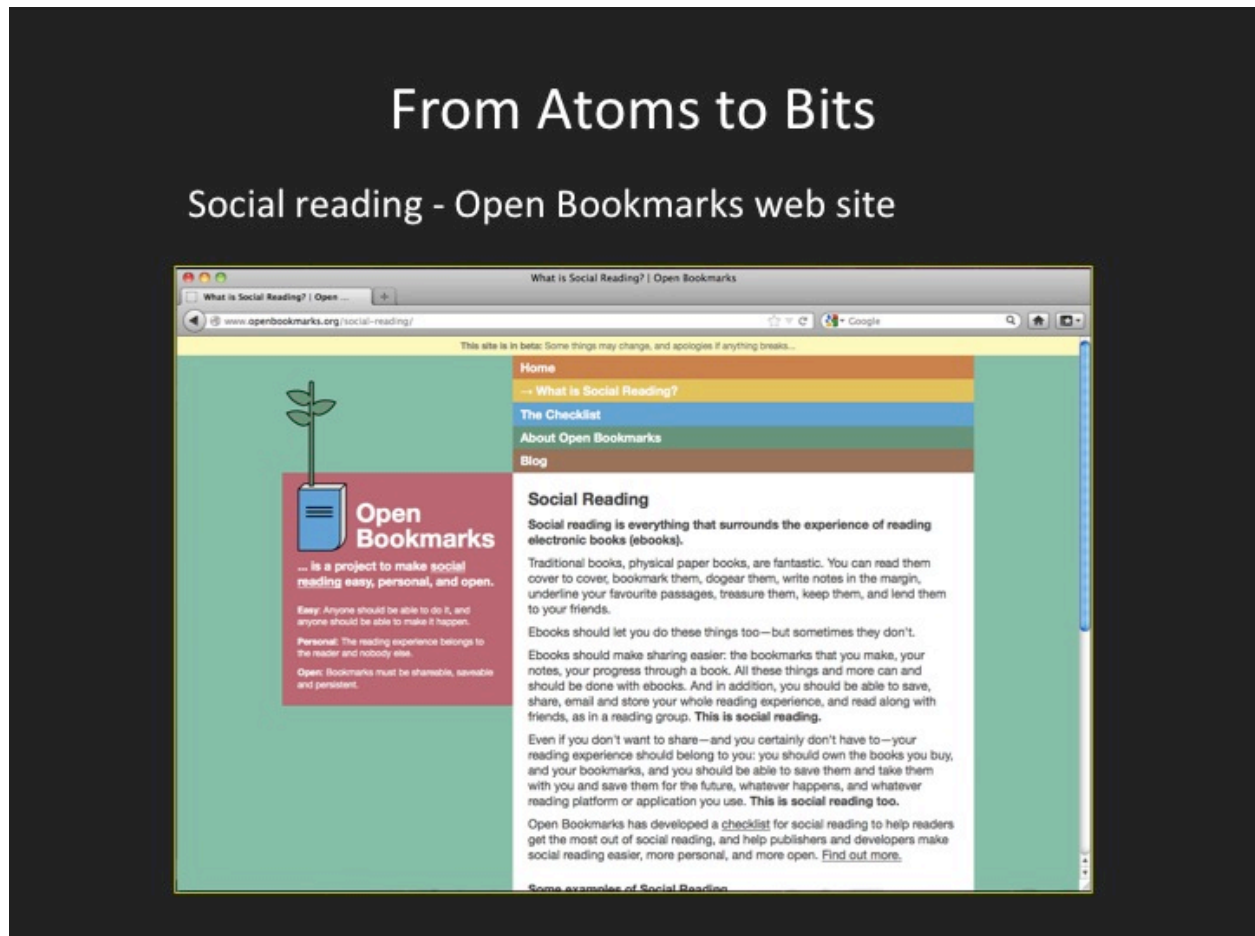 From Atoms to Bits
Social reading - Open Bookmarks web site
What is Social Reading? | Open Bookmarks
What is Social Reading? | Open ...
www.openbookmarks.org/social-reading/
Google
This site is in beta: Some things may change, and apologies if anything breaks...
Home
→ What is Social Reading?
The Checklist
About Open Bookmarks
Blog
Open
Bookmarks
... is a project to make social
reading easy, personal, and open.
Easy: Anyone should be able to do it, and
anyone should be able to make it happen.
Personal: The reading experience belongs to
the reader and nobody else.
Open: Bookmarks must be shareable, saveable
and persistent.
Social Reading
Social reading is everything that surrounds the experience of reading
electronic books (ebooks).
Traditional books, physical paper books, are fantastic. You can read them
cover to cover, bookmark them, dogear them, write notes in the margin,
underline your favourite passages, treasure them, keep them, and lend them
to your friends.
Ebooks should let you do these things too—but sometimes they don't.
Ebooks should make sharing easier: the bookmarks that you make, your
notes, your progress through a book. All these things and more can and
should be done with ebooks. And in addition, you should be able to save,
share, email and store your whole reading experience, and read along with
friends, as in a reading group. This is social reading.
Even if you don't want to share—and you certainly don't have to—your
reading experience should belong to you: you should own the books you buy,
and your bookmarks, and you should be able to save them and take them
with you and save them for the future, whatever happens, and whatever
reading platform or application you use. This is social reading too.
Open Bookmarks has developed a checklist for social reading to help readers
get the most out of social reading, and help publishers and developers make
social reading easier, more personal, and more open. Find out more.
Some examples of Social Reading